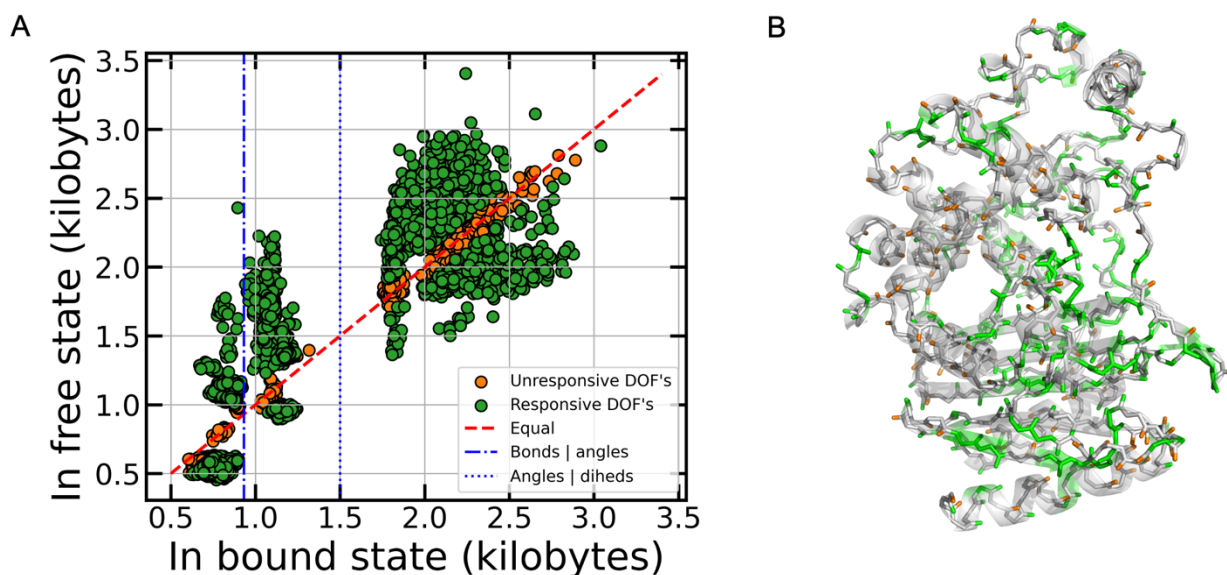 A
In free state (kilobytes)
3.5
3.0
2.5
2.0
1.5
1.0
0.5
Unresponsive DOF's
Responsive DOF's
Equal
Bonds | angles
Angles | diheds
0.5 1.0 1.5 2.0 2.5 3.0 3.5
In bound state (kilobytes)
B